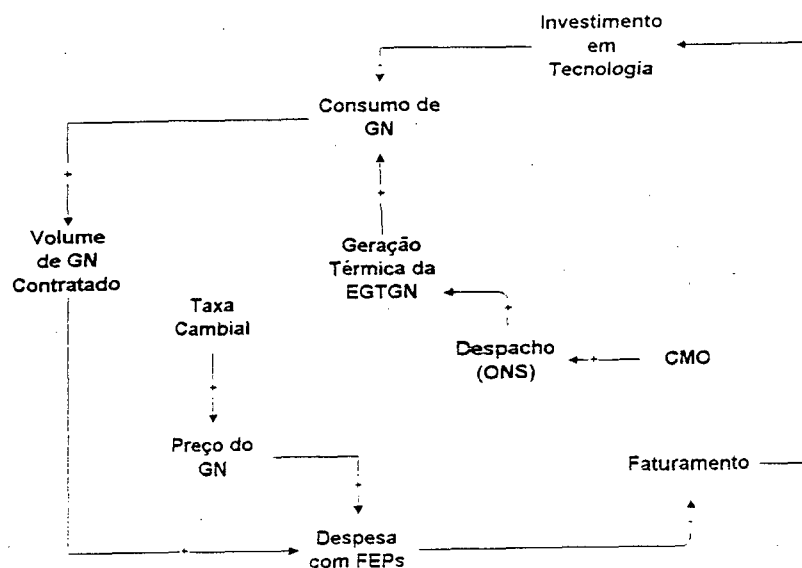 Investimento
em
Tecnologia
Consumo de
GN
+
+
Volume
de GN
Contratado
Geração
Térmica da
EGTGN
Taxa
Cambial
+
Despacho
(ONS)
+
CMO
+
Preço do
GN
+
Faturamento
Despesa
com FEPs
+
-